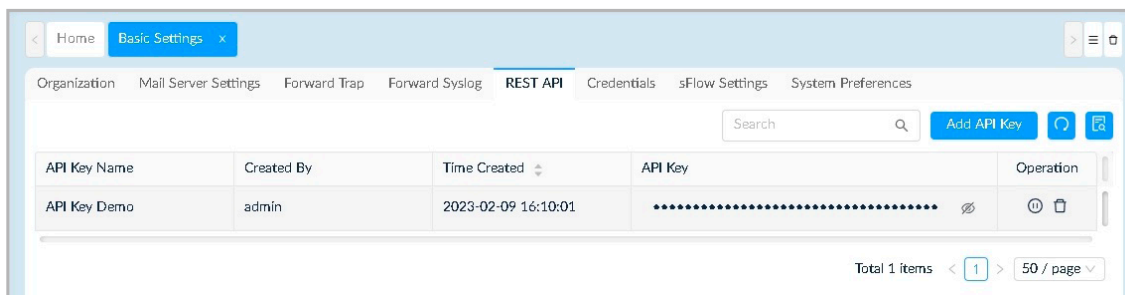 Home Basic Settings x
Organization Mail Server Settings Forward Trap Forward Syslog REST API Credentials sFlow Settings System Preferences
Search Add API Key
API Key Name Created By Time Created API Key Operation
API Key Demo admin 2023-02-09 16:10:01 ••••••••••••••••••••••••••••••••••••
Total 1 items < 1 > 50 / page